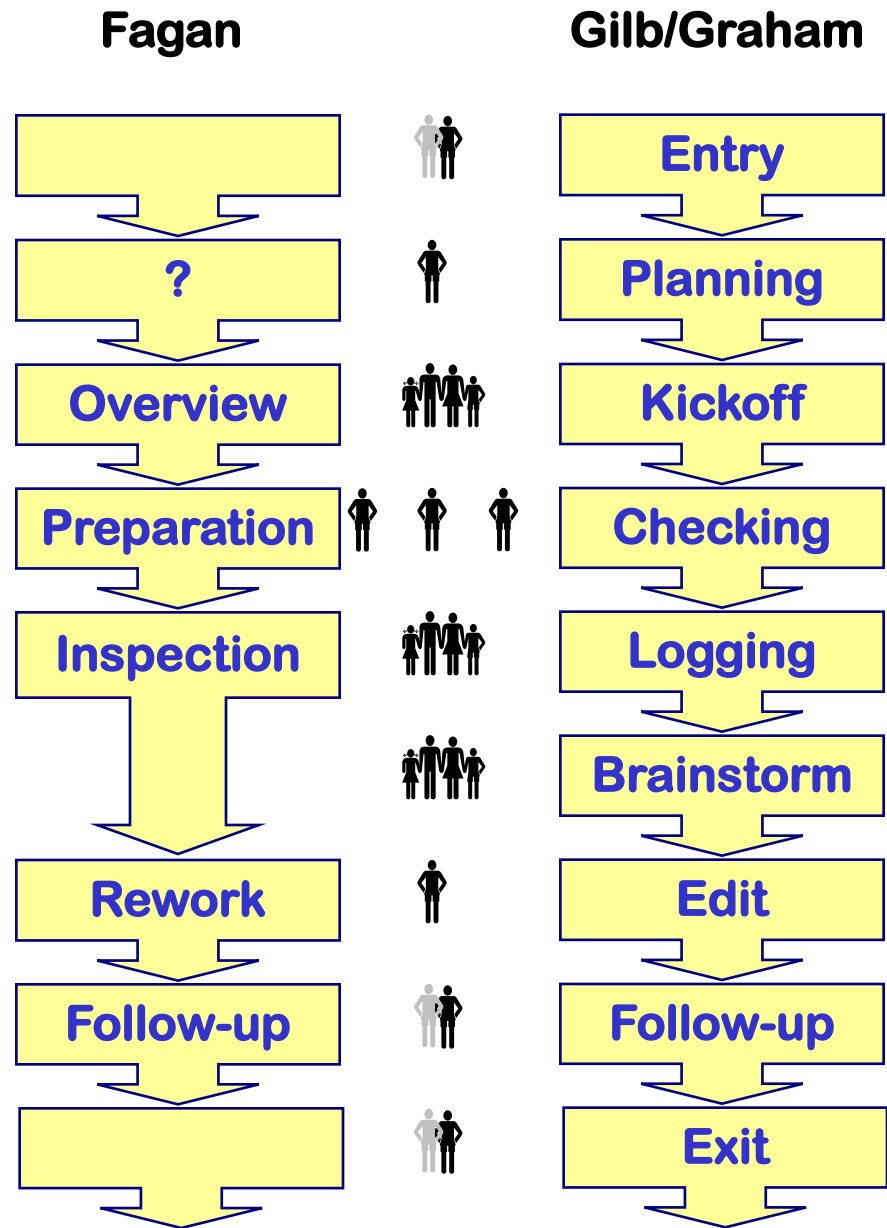 Fagan
Gilb/Graham
Entry
?
Planning
Overview
Kickoff
Preparation
Checking
Inspection
Logging
Brainstorm
Rework
Edit
Follow-up
Follow-up
Exit